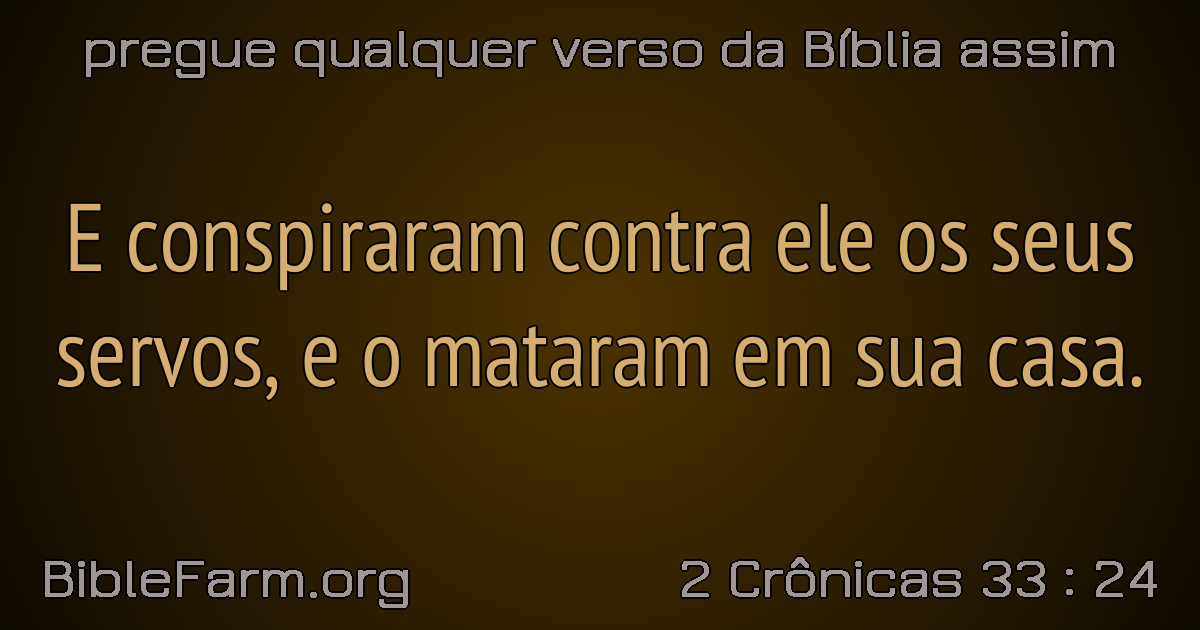 pregue qualquer verso da Bíblia assim
E conspiraram contra ele os seus
servos, e o mataram em sua casa.
BibleFarm.org
2 Crônicas 33 : 24